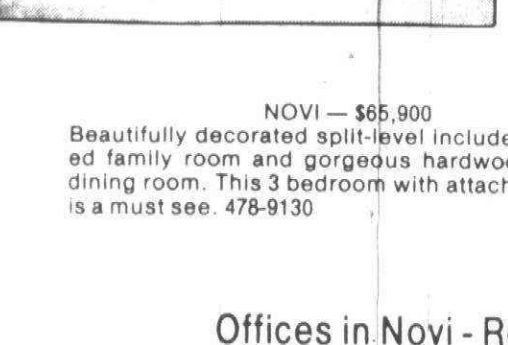 NOVI — $65,900
Beautifully decorated split-level include
ed family room and gorgeous hardwo
dining room. This 3 bedroom with attach
is a must see. 478-9130
Offices in Novi - R